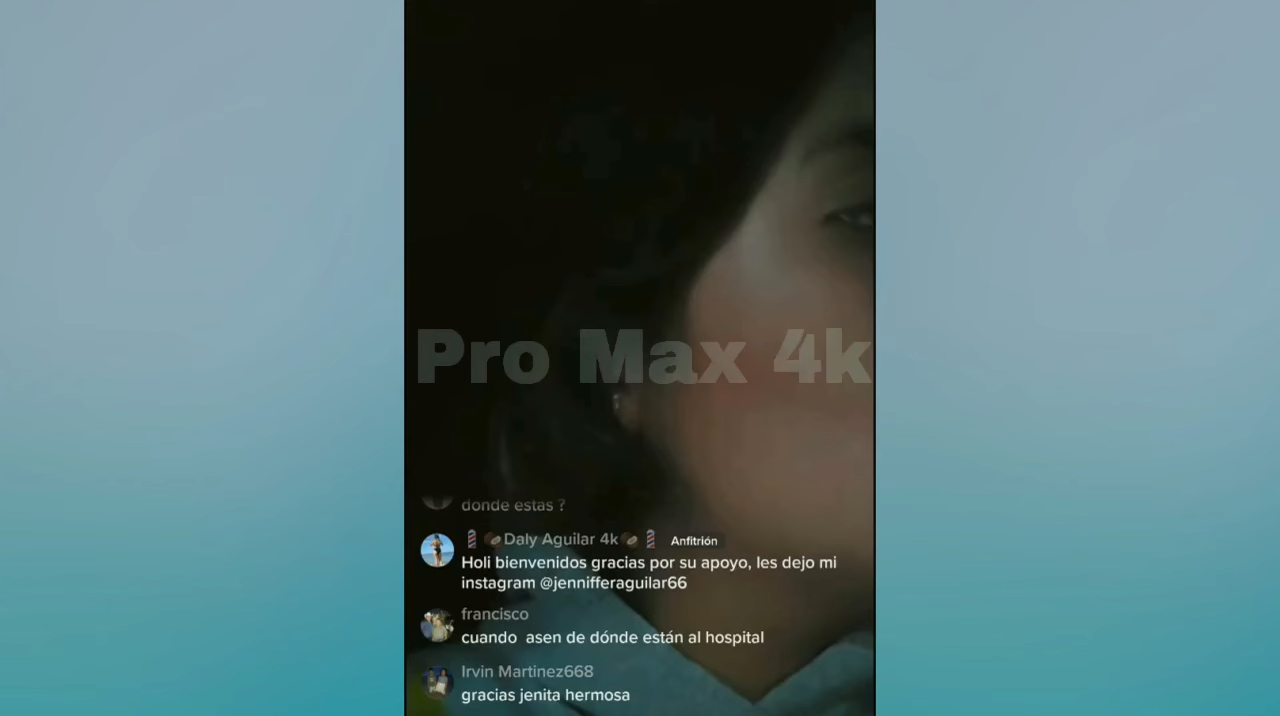 Pro Max 4k
donde estas ?
💈🥥Daly Aguilar 4k🥥💈 Anfitrión
Holi bienvenidos gracias por su apoyo, les dejo mi
instagram @jennifferaguilar66
francisco
cuando  asen de dónde están al hospital
Irvin Martinez668
gracias jenita hermosa